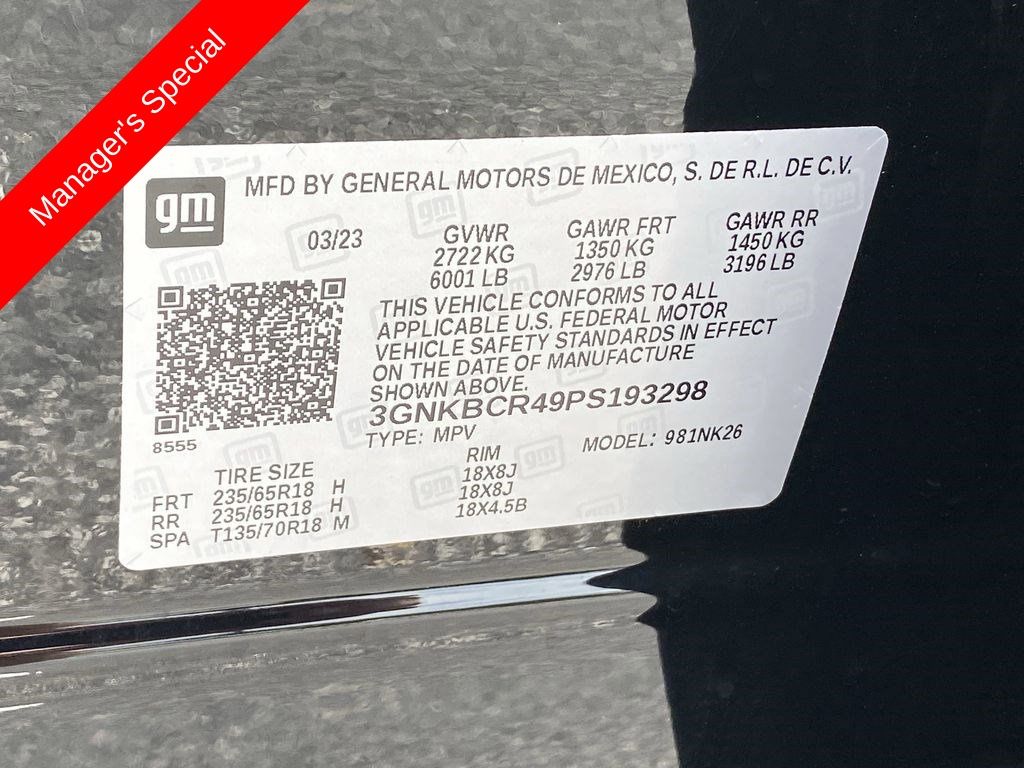 Manager's Special
gm
MFD BY GENERAL MOTORS DE MEXICO, S. DE R.L. DE C.V.
03/23 GVWR GAWR FRT GAWR RR
2722 KG 1350 KG 1450 KG
6001 LB 2976 LB 3196 LB
THIS VEHICLE CONFORMS TO ALL
APPLICABLE U.S. FEDERAL MOTOR
VEHICLE SAFETY STANDARDS IN EFFECT
ON THE DATE OF MANUFACTURE
SHOWN ABOVE.
3GNKBCR49PS193298
8555 TYPE: MPV MODEL: 981NK26
TIRE SIZE RIM
FRT 235/65R18 H 18X8J
RR 235/65R18 H 18X8J
SPA T135/70R18 M 18X4.5B